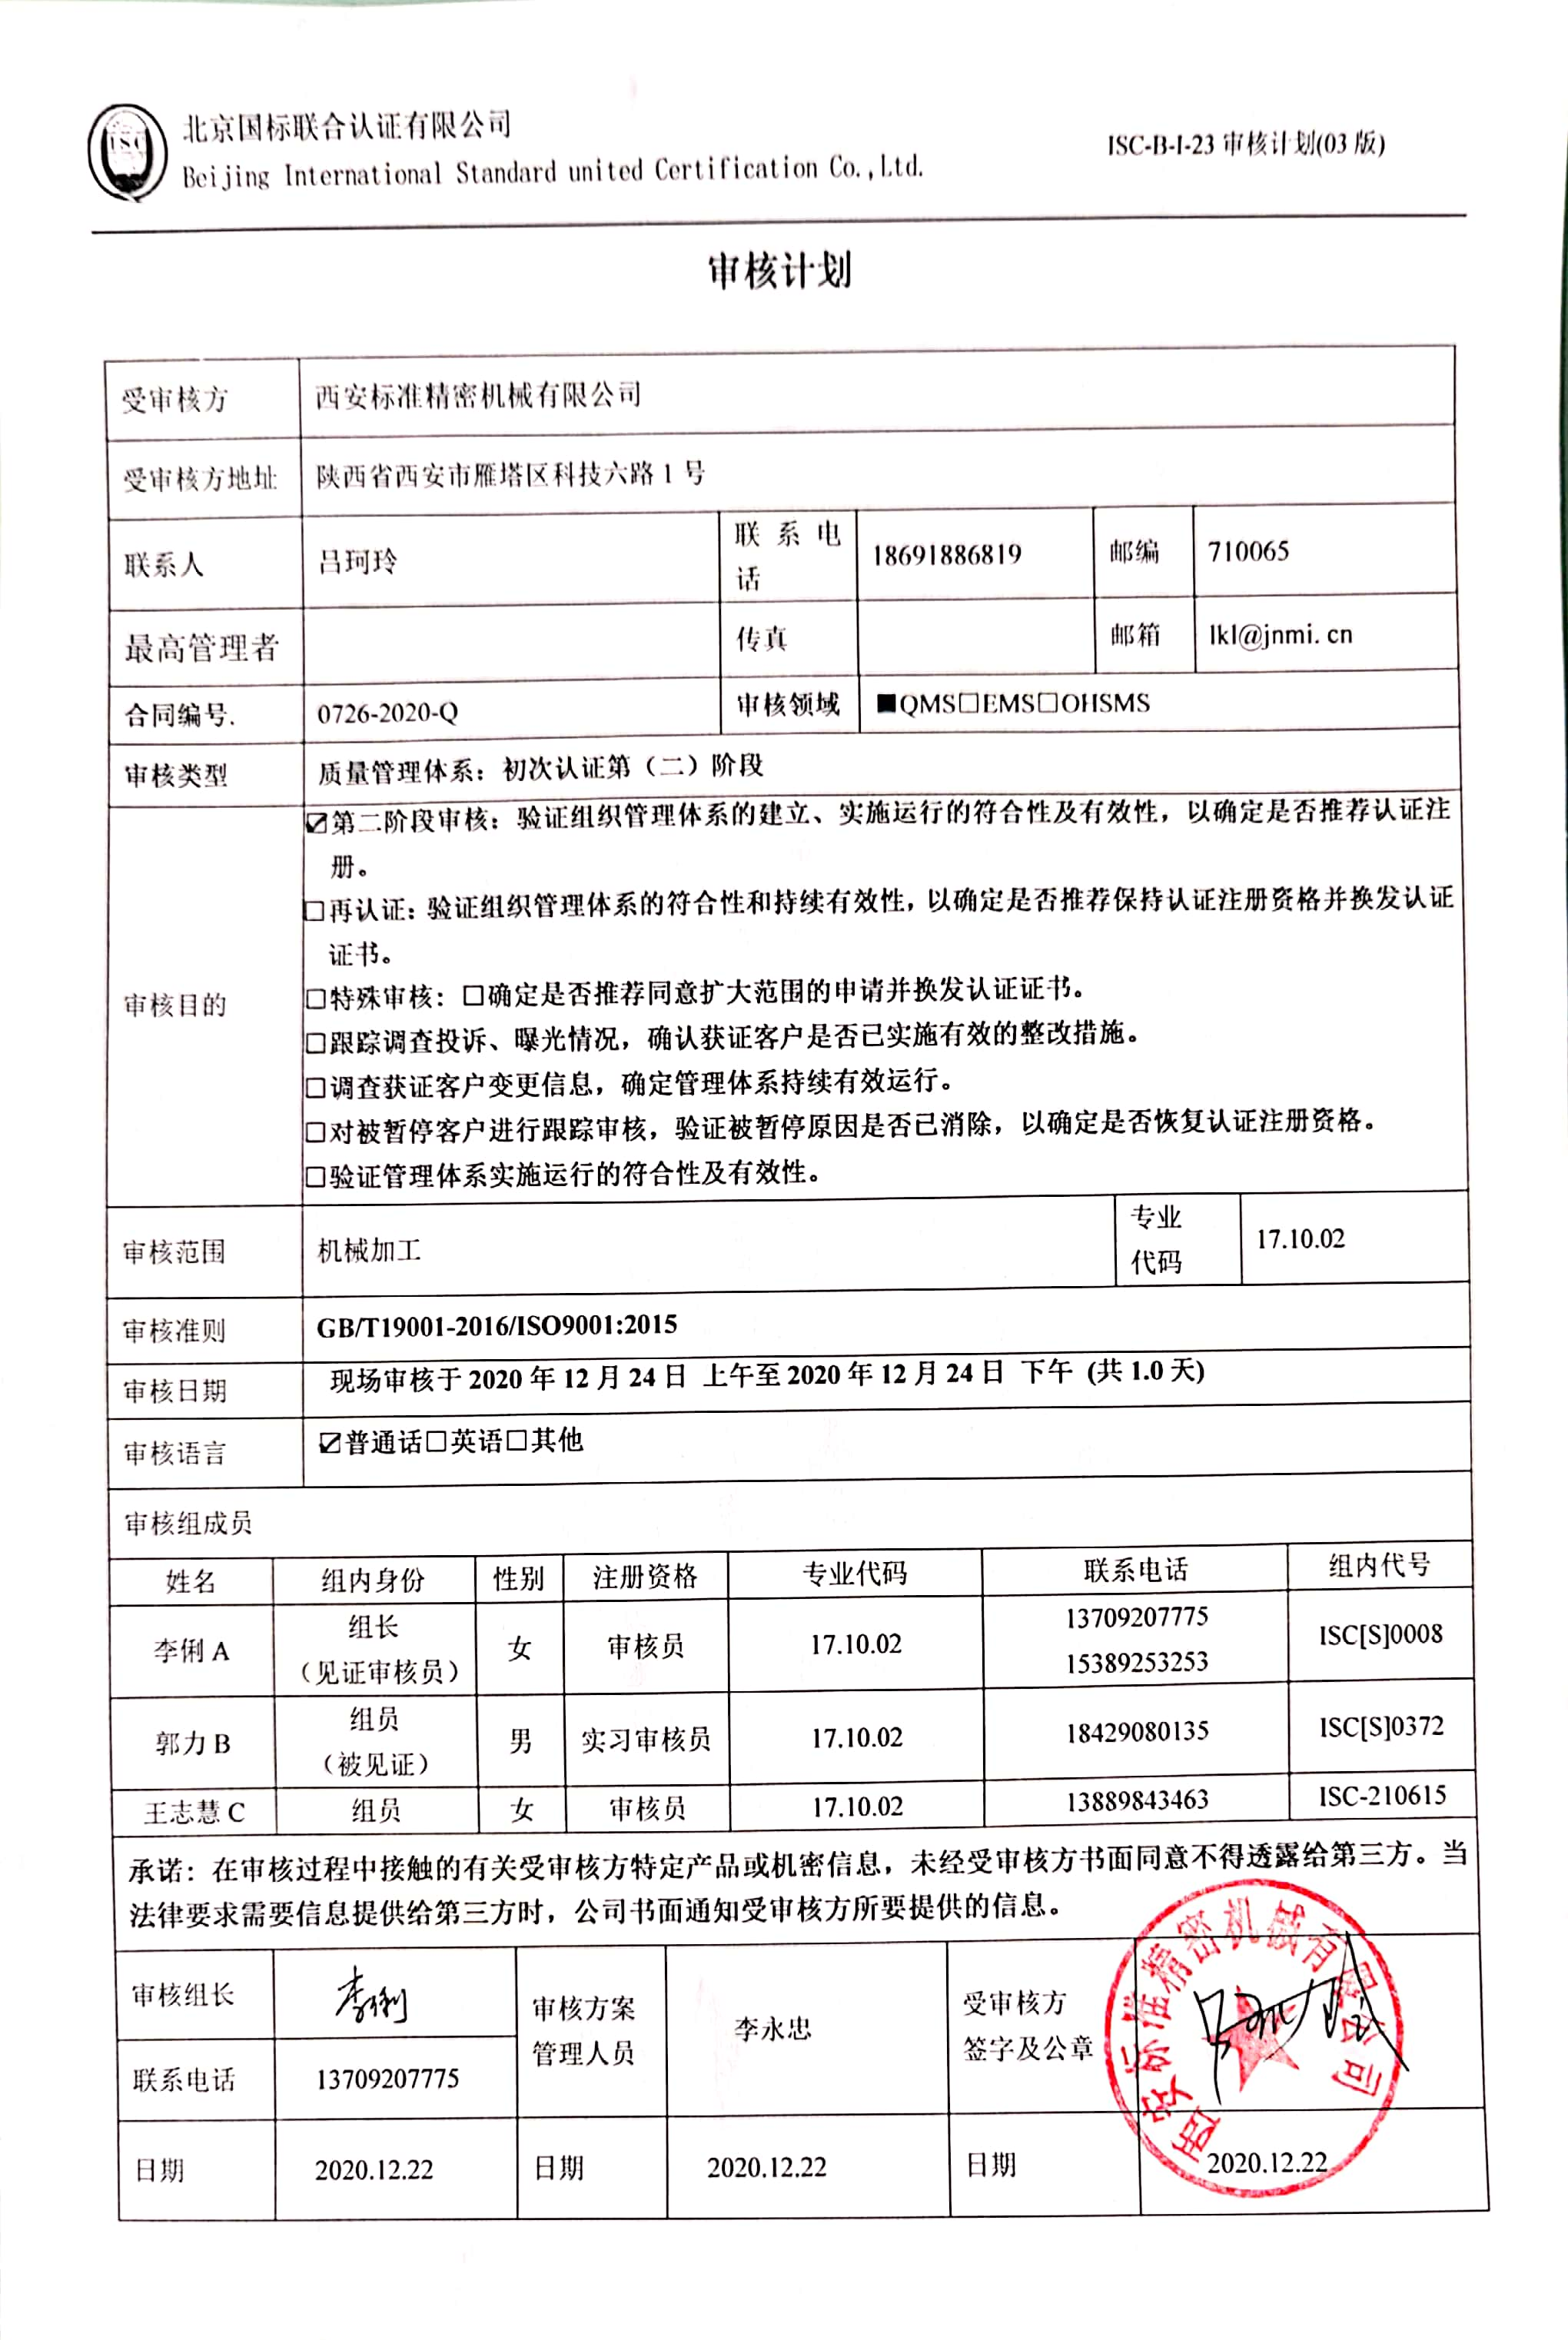 ISC
北京国标联合认证有限公司
Beijing International Standard united Certification Co.,Ltd.
ISC-B-I-23 审核计划(03 版)
审核计划
受审核方 西安标准精密机械有限公司
受审核方地址 陕西省西安市雁塔区科技六路 1 号
联系人 吕珂玲 联系电话 18691886819 邮编 710065
最高管理者 传真 邮箱 lkl@jnmi.cn
合同编号. 0726-2020-Q 审核领域 ■QMS□EMS□OHSMS
审核类型 质量管理体系：初次认证第（二）阶段
审核目的
☑第二阶段审核：验证组织管理体系的建立、实施运行的符合性及有效性，以确定是否推荐认证注
册。
□再认证：验证组织管理体系的符合性和持续有效性，以确定是否推荐保持认证注册资格并换发认证
证书。
□特殊审核：□确定是否推荐同意扩大范围的申请并换发认证证书。
□跟踪调查投诉、曝光情况，确认获证客户是否已实施有效的整改措施。
□调查获证客户变更信息，确定管理体系持续有效运行。
□对被暂停客户进行跟踪审核，验证被暂停原因是否已消除，以确定是否恢复认证注册资格。
□验证管理体系实施运行的符合性及有效性。
审核范围 机械加工 专业代码 17.10.02
审核准则 GB/T19001-2016/ISO9001:2015
审核日期 现场审核于 2020 年 12 月 24 日 上午至 2020 年 12 月 24 日 下午 (共 1.0 天)
审核语言 ☑普通话□英语□其他
审核组成员
姓名 组内身份 性别 注册资格 专业代码 联系电话 组内代号
李俐 A 组长（见证审核员） 女 审核员 17.10.02 13709207775 15389253253 ISC[S]0008
郭力 B 组员（被见证） 男 实习审核员 17.10.02 18429080135 ISC[S]0372
王志慧 C 组员 女 审核员 17.10.02 13889843463 ISC-210615
承诺：在审核过程中接触的有关受审核方特定产品或机密信息，未经受审核方书面同意不得透露给第三方。当
法律要求需要信息提供给第三方时，公司书面通知受审核方所要提供的信息。
审核组长 李俐 审核方案管理人员 李永忠 受审核方签字及公章
西安标准精密机械有限公司
联系电话 13709207775
日期 2020.12.22 日期 2020.12.22 日期 2020.12.22